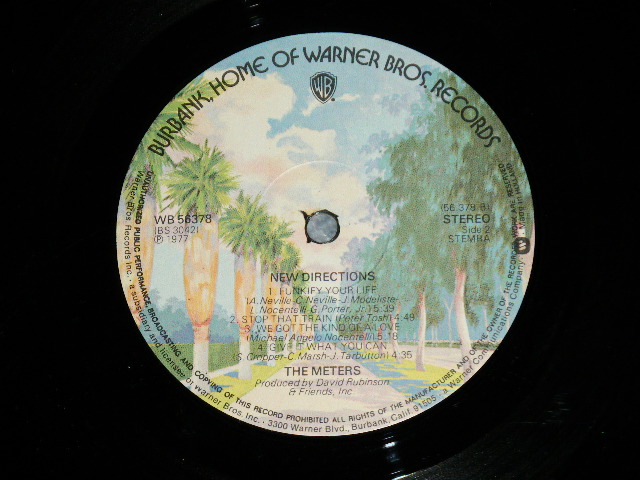 BURBANK, HOME OF WARNER BROS. RECORDS
WB
WB 56378
(BS 3042)
℗ 1977
(56 378 B)
STEREO
Side 2
STEMRA
NEW DIRECTIONS
1. FUNKIFY YOUR LIFE
(A. Neville-C. Neville-J. Modeliste-
L. Nocentelli-G. Porter, Jr.) 5:39
2. STOP THAT TRAIN (Peter Tosh) 4:49
3. WE GOT THE KIND OF A LOVE
(Michael Angelo Nocentelli) 5:18
4. GIVE IT WHAT YOU CAN
(S. Cropper-C. Marsh-J. Tarbutton) 4:35
THE METERS
Produced by David Rubinson
& Friends, Inc
UNAUTHORIZED PUBLIC PERFORMANCE, BROADCASTING AND COPYING OF THIS RECORD PROHIBITED ALL RIGHTS OF THE MANUFACTURER AND OF THE OWNER OF THE RECORDED WORK ARE RESERVED
Warner Bros. Records Inc., a subsidiary and licensee of Warner Bros. Inc., 3300 Warner Blvd., Burbank, Calif. 91505 a Warner Communications Company